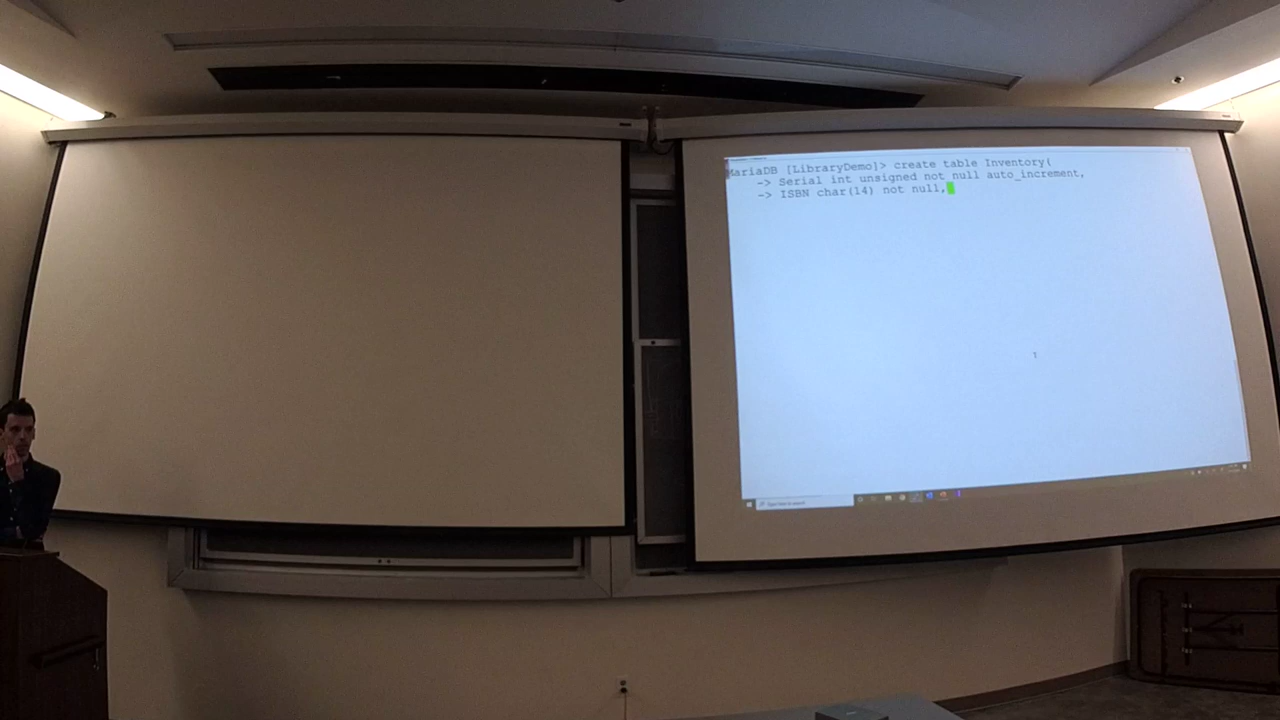 MariaDB [LibraryDemo]> create table Inventory(
-> Serial int unsigned not null auto_increment,
-> ISBN char(14) not null,